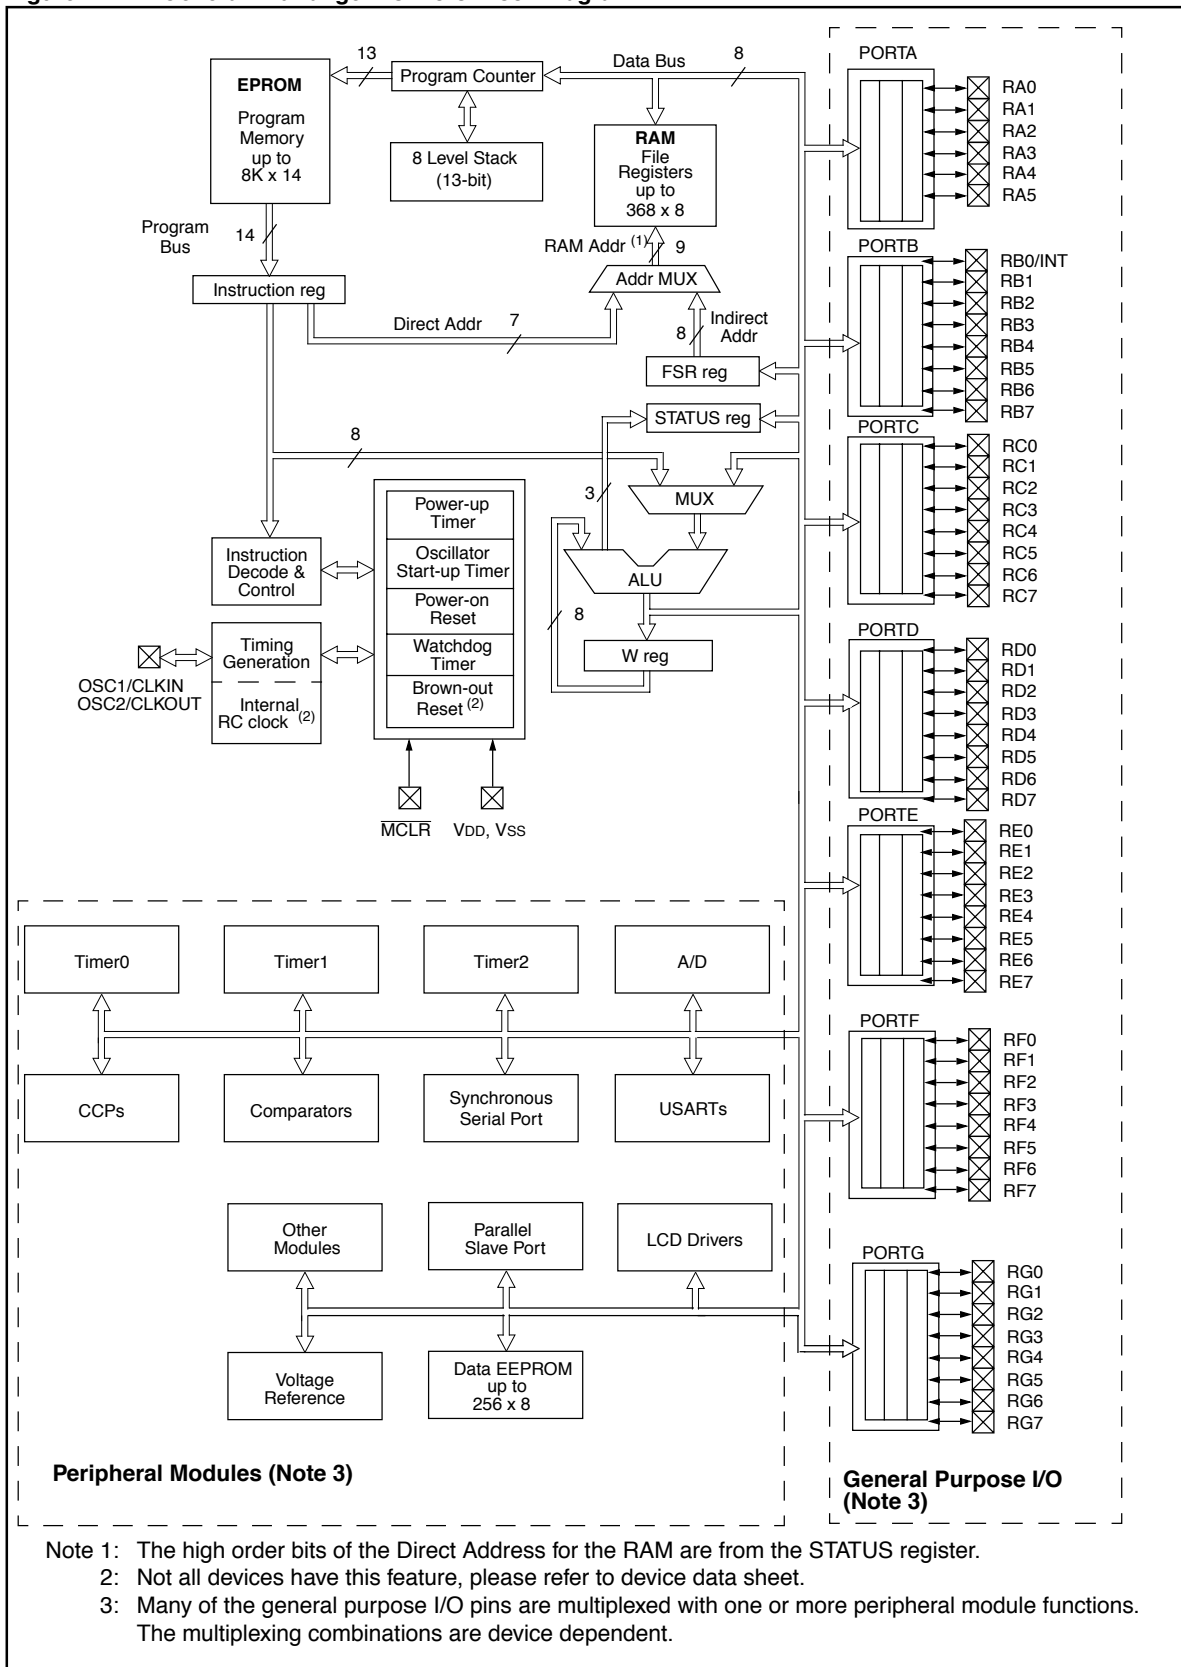 13
Data Bus
8
PORTA
EPROM
Program
Memory
up to
8K x 14
Program Counter
8 Level Stack
(13-bit)
RAM
File
Registers
up to
368 x 8
RA0
RA1
RA2
RA3
RA4
RA5
Program
Bus
14
RAM Addr (1)
9
PORTB
Instruction reg
Addr MUX
RB0/INT
RB1
RB2
RB3
RB4
RB5
RB6
RB7
Direct Addr
7
8
Indirect
Addr
FSR reg
STATUS reg
PORTC
8
3
MUX
RC0
RC1
RC2
RC3
RC4
RC5
RC6
RC7
Power-up
Timer
Oscillator
Start-up Timer
Power-on
Reset
Watchdog
Timer
Brown-out
Reset (2)
Instruction
Decode &
Control
ALU
8
W reg
Timing
Generation
Internal
RC clock (2)
OSC1/CLKIN
OSC2/CLKOUT
PORTD
RD0
RD1
RD2
RD3
RD4
RD5
RD6
RD7
MCLR
VDD, VSS
PORTE
RE0
RE1
RE2
RE3
RE4
RE5
RE6
RE7
Timer0
Timer1
Timer2
A/D
CCPs
Comparators
Synchronous
Serial Port
USARTs
PORTF
RF0
RF1
RF2
RF3
RF4
RF5
RF6
RF7
Other
Modules
Parallel
Slave Port
LCD Drivers
Voltage
Reference
Data EEPROM
up to
256 x 8
PORTG
RG0
RG1
RG2
RG3
RG4
RG5
RG6
RG7
Peripheral Modules (Note 3)
General Purpose I/O
(Note 3)
Note 1: The high order bits of the Direct Address for the RAM are from the STATUS register.
2: Not all devices have this feature, please refer to device data sheet.
3: Many of the general purpose I/O pins are multiplexed with one or more peripheral module functions.
The multiplexing combinations are device dependent.